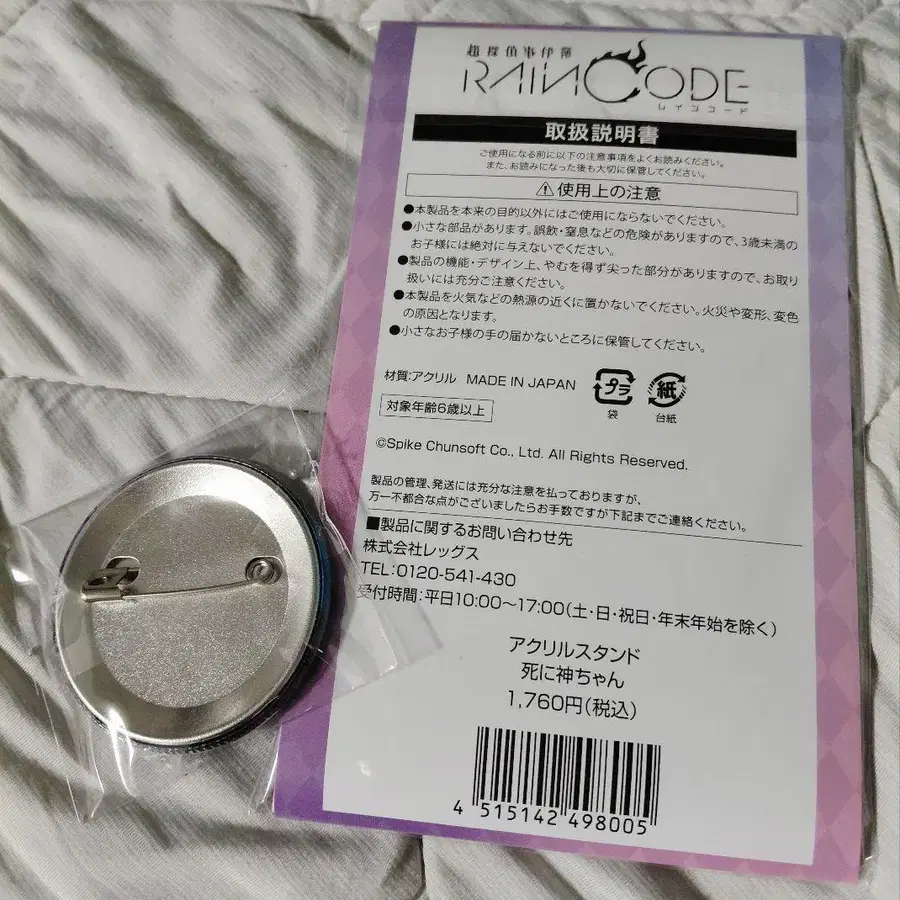 超探偵事件簿
RAIN CODE
レインコード
取扱説明書
ご使用になる前に以下の注意事項をよくお読みください。
また、お読みになった後も大切に保管してください。
使用上の注意
●本製品を本来の目的以外にはご使用にならないでください。
●小さな部品があります。誤飲・窒息などの危険がありますので、3歳未満の
お子様には絶対に与えないでください。
●製品の機能・デザイン上、やむを得ず尖った部分がありますので、お取り
扱いには充分ご注意ください。
●本製品を火気などの熱源の近くに置かないでください。火災や変形、変色
の原因となります。
●小さなお子様の手の届かないところに保管してください。
材質:アクリル MADE IN JAPAN
プラ
袋
紙
台紙
対象年齢6歳以上
©Spike Chunsoft Co., Ltd. All Rights Reserved.
製品の管理、発送には充分な注意を払っておりますが、
万一不都合な点がございましたらお手数ですが下記までご連絡ください。
■製品に関するお問い合わせ先
株式会社レッグス
TEL:0120-541-430
受付時間:平日10:00〜17:00(土・日・祝日・年末年始を除く)
アクリルスタンド
死に神ちゃん
1,760円(税込)
4 515142 498005